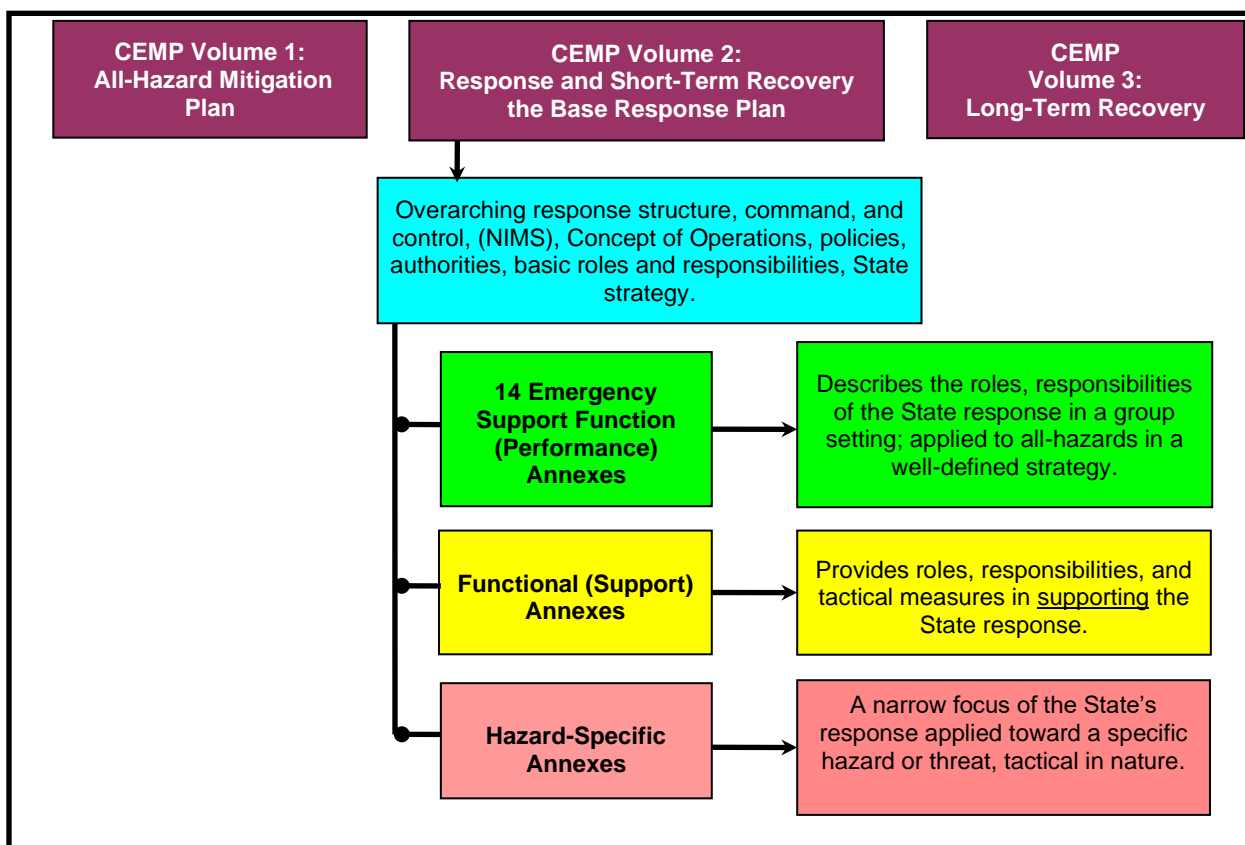 CEMP Volume 1:
All-Hazard Mitigation
Plan
CEMP Volume 2:
Response and Short-Term Recovery
the Base Response Plan
CEMP
Volume 3:
Long-Term Recovery
Overarching response structure, command, and
control, (NIMS), Concept of Operations, policies,
authorities, basic roles and responsibilities, State
strategy.
14 Emergency
Support Function
(Performance)
Annexes
Describes the roles, responsibilities
of the State response in a group
setting; applied to all-hazards in a
well-defined strategy.
Functional (Support)
Annexes
Provides roles, responsibilities, and
tactical measures in supporting the
State response.
Hazard-Specific
Annexes
A narrow focus of the State's
response applied toward a specific
hazard or threat, tactical in nature.